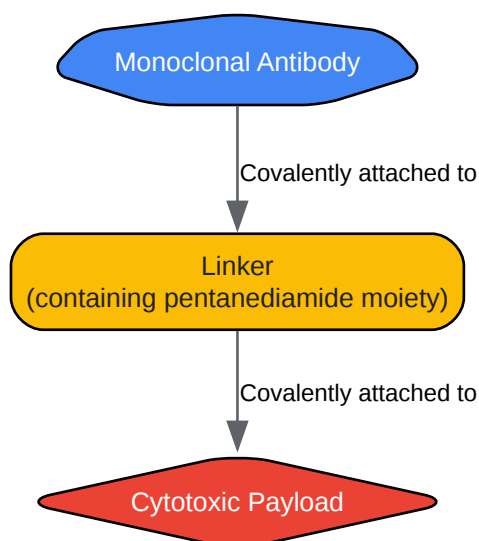 Monoclonal Antibody
Covalently attached to
Linker
(containing pentanediamide moiety)
Covalently attached to
Cytotoxic Payload